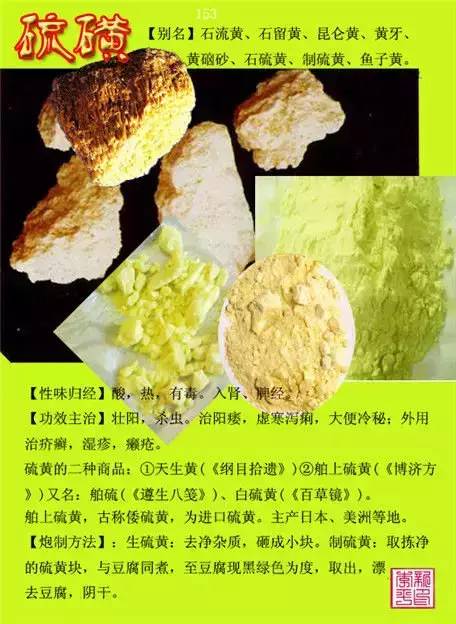 153
硫磺
【别名】石流黄、石留黄、昆仑黄、黄牙、
黄硇砂、石硫黄、制硫黄、鱼子黄。
【性味归经】酸，热，有毒。入肾、脾经。
【功效主治】壮阳，杀虫。治阳痿，虚寒泻痢，大便冷秘；外用
治疥癣，湿疹，癞疮。
硫黄的二种商品：①天生黄(《纲目拾遗》)②舶上硫黄(《博济方
》)又名：舶硫(《遵生八笺》)、白硫黄(《百草镜》)。
舶上硫黄，古称倭硫黄，为进口硫黄。主产日本、美洲等地。
【炮制方法】：生硫黄：去净杂质，砸成小块。制硫黄：取拣净
的硫黄块，与豆腐同煮，至豆腐现黑绿色为度，取出，漂
去豆腐，阴干。